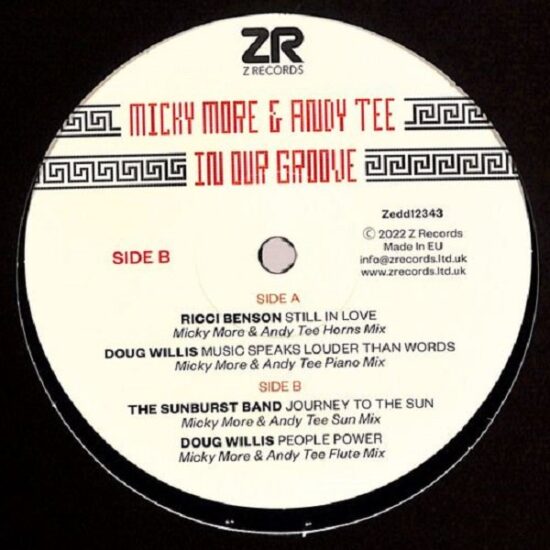 ZR
Z RECORDS
MICKY MORE & ANDY TEE
IN OUR GROOVE
Zedd12343
© 2022 Z Records
Made In EU
info@zrecords.ltd.uk
www.zrecords.ltd.uk
SIDE B
SIDE A
RICCI BENSON STILL IN LOVE
Micky More & Andy Tee Horns Mix
DOUG WILLIS MUSIC SPEAKS LOUDER THAN WORDS
Micky More & Andy Tee Piano Mix
SIDE B
THE SUNBURST BAND JOURNEY TO THE SUN
Micky More & Andy Tee Sun Mix
DOUG WILLIS PEOPLE POWER
Micky More & Andy Tee Flute Mix